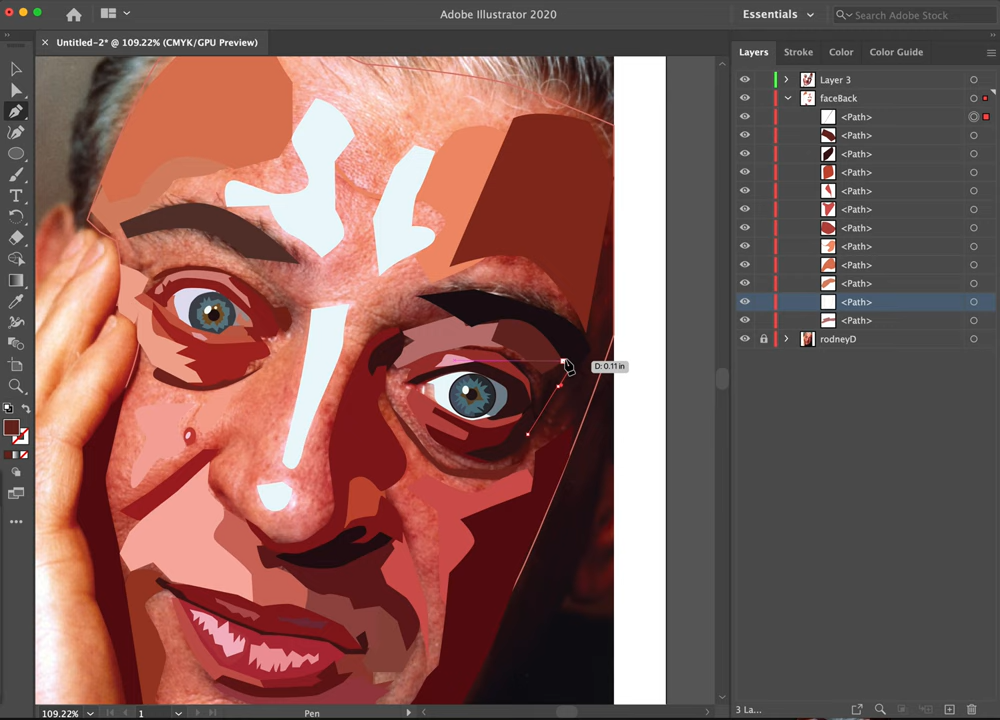 Adobe Illustrator 2020
Essentials
Search Adobe Stock
Untitled-2* @ 109.22% (CMYK/GPU Preview)
Layers Stroke Color Color Guide
Layer 3
faceBack
<Path>
<Path>
<Path>
<Path>
<Path>
<Path>
<Path>
<Path>
<Path>
<Path>
<Path>
<Path>
rodneyD
D: 0.11 in
T
109.22% 1 Pen
3 La...